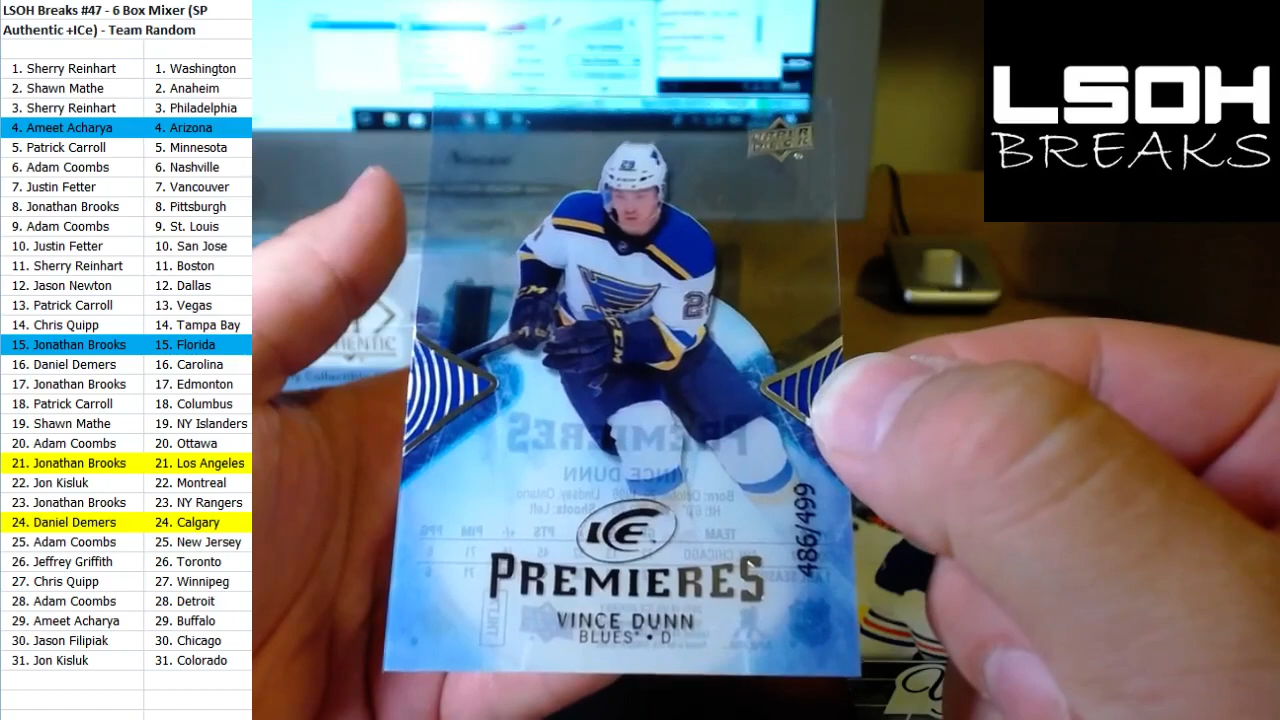 LSOH Breaks #47 - 6 Box Mixer (SP
Authentic +ICe) - Team Random
1. Sherry Reinhart 1. Washington
2. Shawn Mathe 2. Anaheim
3. Sherry Reinhart 3. Philadelphia
4. Ameet Acharya 4. Arizona
5. Patrick Carroll 5. Minnesota
6. Adam Coombs 6. Nashville
7. Justin Fetter 7. Vancouver
8. Jonathan Brooks 8. Pittsburgh
9. Adam Coombs 9. St. Louis
10. Justin Fetter 10. San Jose
11. Sherry Reinhart 11. Boston
12. Jason Newton 12. Dallas
13. Patrick Carroll 13. Vegas
14. Chris Quipp 14. Tampa Bay
15. Jonathan Brooks 15. Florida
16. Daniel Demers 16. Carolina
17. Jonathan Brooks 17. Edmonton
18. Patrick Carroll 18. Columbus
19. Shawn Mathe 19. NY Islanders
20. Adam Coombs 20. Ottawa
21. Jonathan Brooks 21. Los Angeles
22. Jon Kisluk 22. Montreal
23. Jonathan Brooks 23. NY Rangers
24. Daniel Demers 24. Calgary
25. Adam Coombs 25. New Jersey
26. Jeffrey Griffith 26. Toronto
27. Chris Quipp 27. Winnipeg
28. Adam Coombs 28. Detroit
29. Ameet Acharya 29. Buffalo
30. Jason Filipiak 30. Chicago
31. Jon Kisluk 31. Colorado
LSOH
BREAKS
UPPER DECK
29
CCM
CCM
PREMIERES
VINCE DUNN
486/499
ICE
PREMIERES
VINCE DUNN
BLUES • D